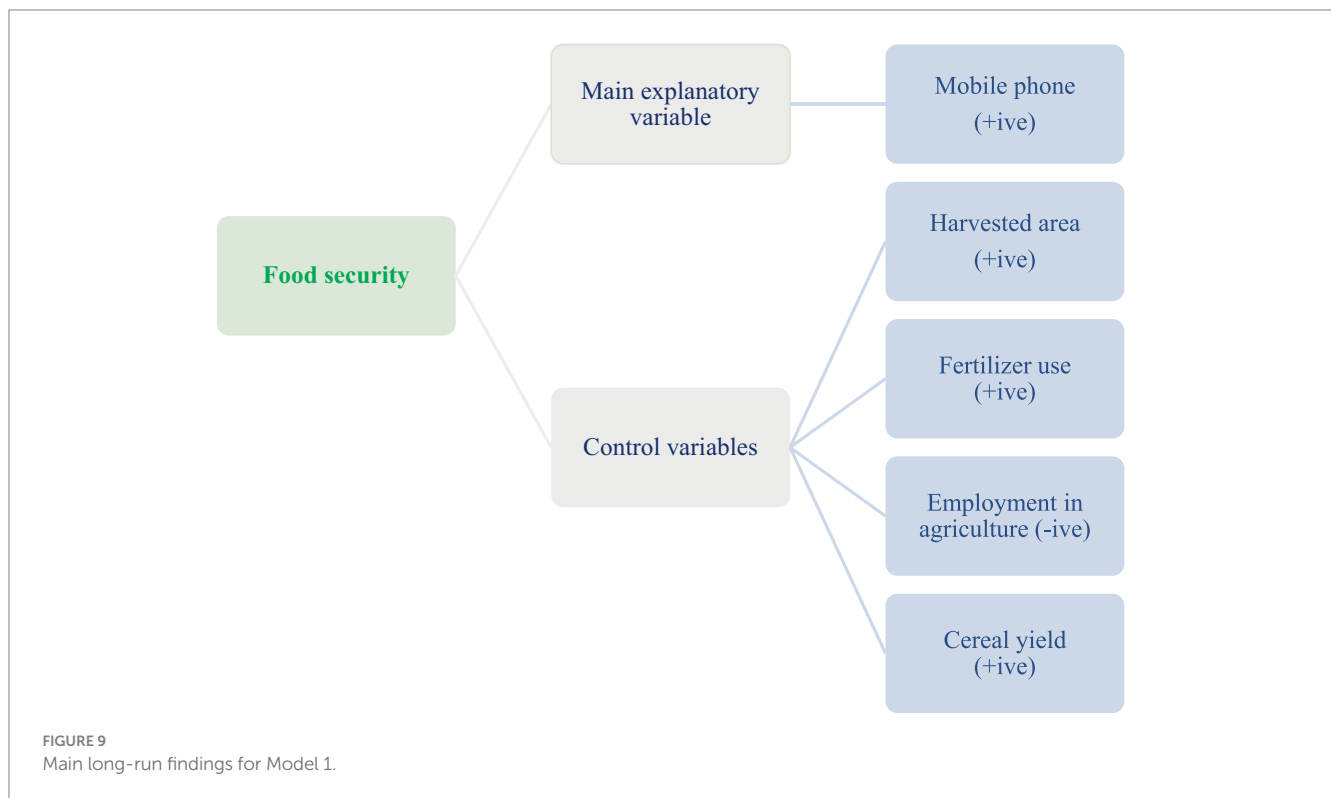 Main explanatory
variable
Mobile phone
(+ive)
Harvested area
(+ive)
Food security
Fertilizer use
(+ive)
Control variables
Employment in
agriculture (-ive)
Cereal yield
(+ive)
FIGURE 9
Main long-run findings for Model 1.